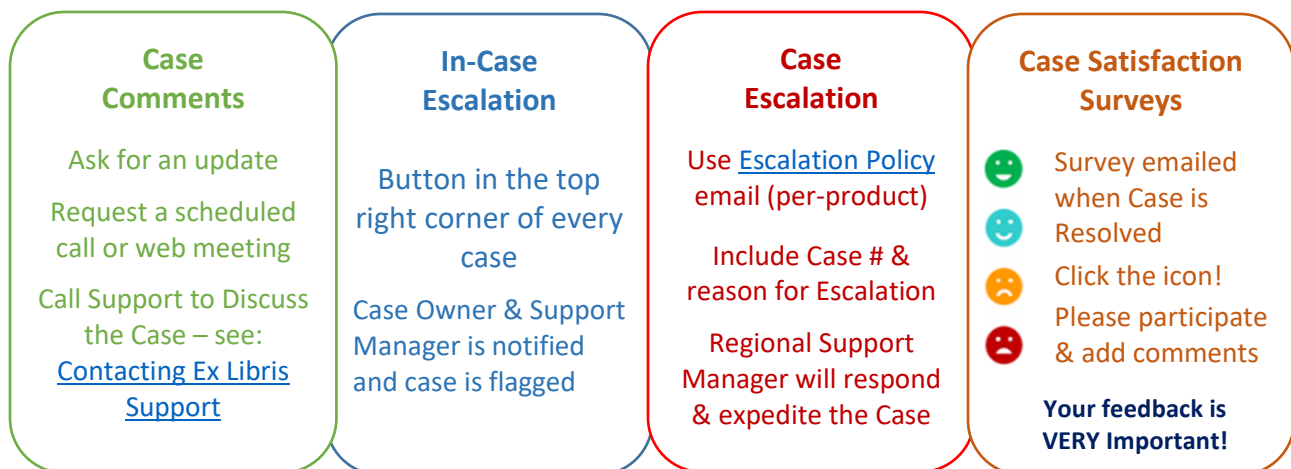 Case
Comments
Ask for an update
Request a scheduled
call or web meeting
Call Support to Discuss
the Case – see:
Contacting Ex Libris
Support
In-Case
Escalation
Button in the top
right corner of every
case
Case Owner & Support
Manager is notified
and case is flagged
Case
Escalation
Use Escalation Policy
email (per-product)
Include Case # &
reason for Escalation
Regional Support
Manager will respond
& expedite the Case
Case Satisfaction
Surveys
Survey emailed
when Case is
Resolved
Click the icon!
Please participate
& add comments
Your feedback is
VERY Important!